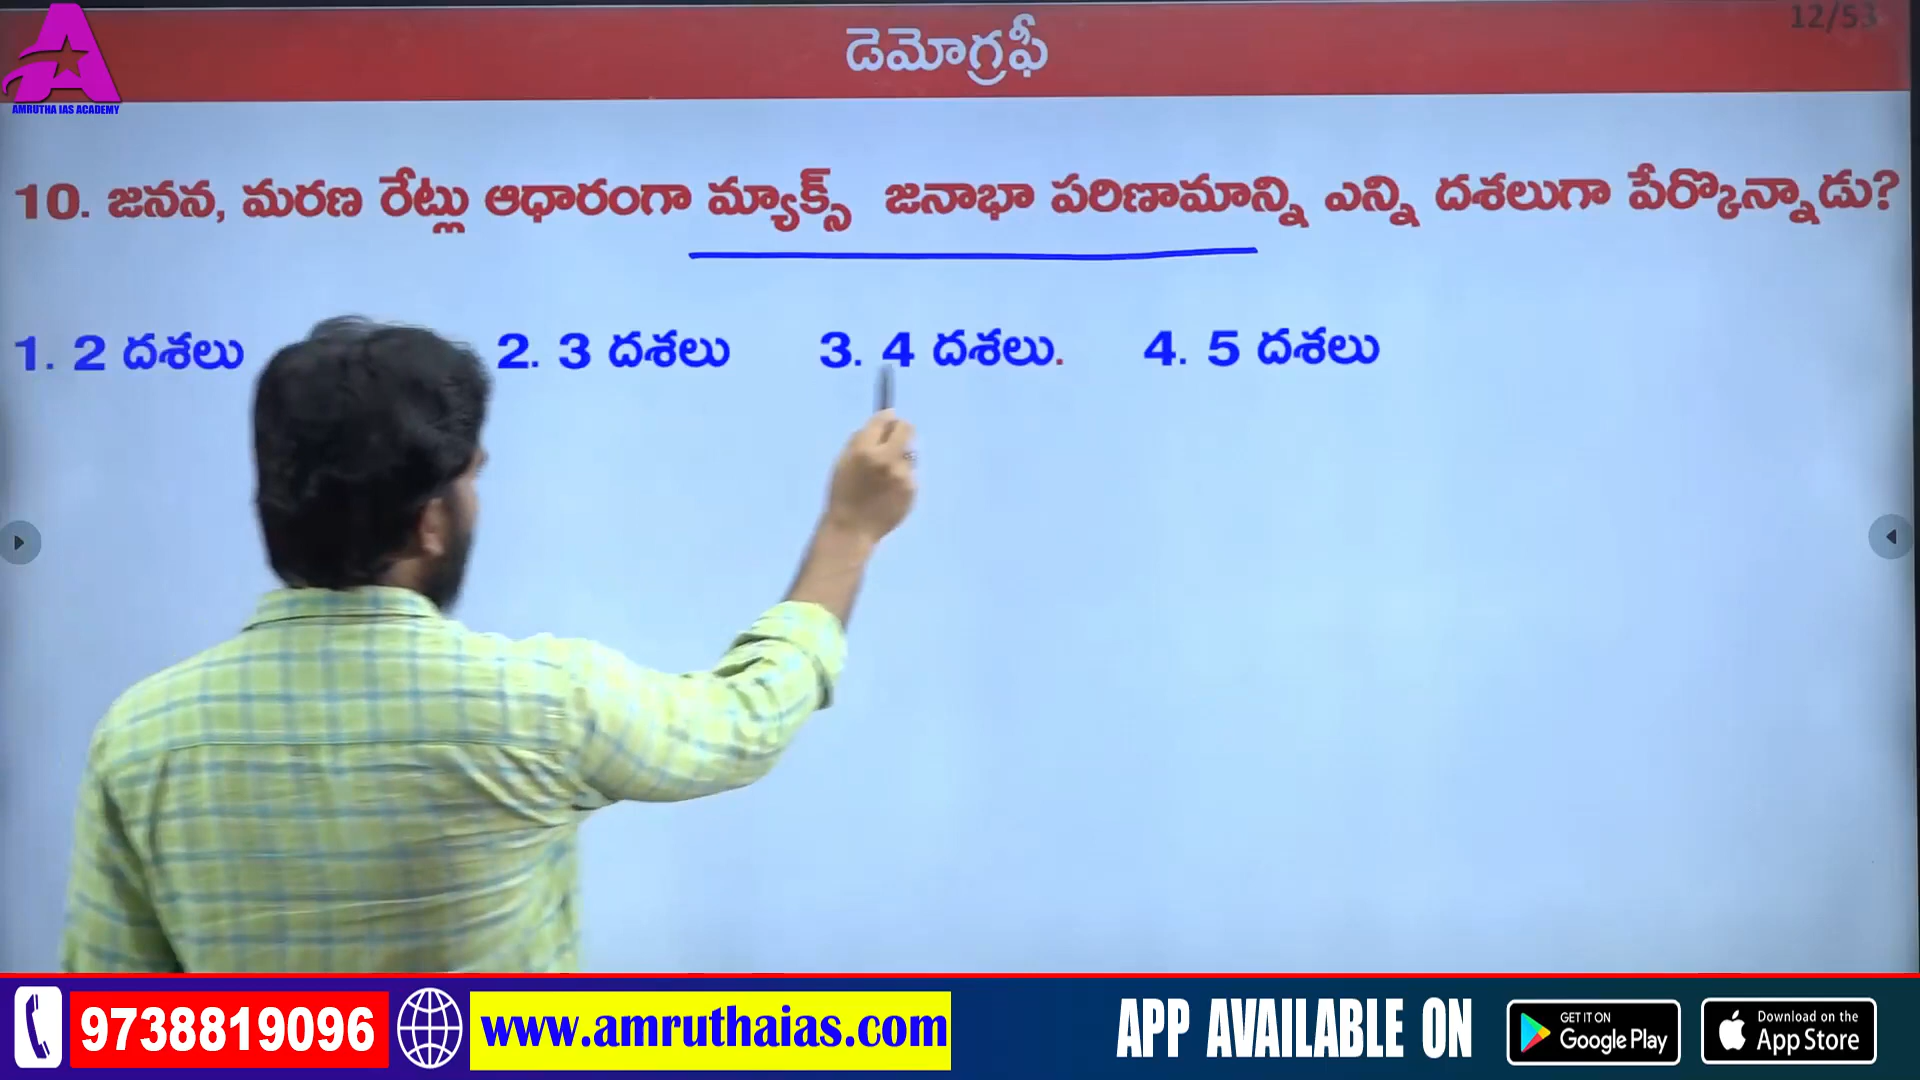 12/53
డెమోగ్రఫీ
AMRUTHA IAS ACADEMY
10. జనన, మరణ రేట్లు ఆధారంగా మ్యాక్స్ జనాభా పరిణామాన్ని ఎన్ని దశలుగా పేర్కొన్నాడు?
1. 2 దశలు 2. 3 దశలు 3. 4 దశలు. 4. 5 దశలు
9738819096 www.amruthaias.com APP AVAILABLE ON GET IT ON Google Play Download on the App Store